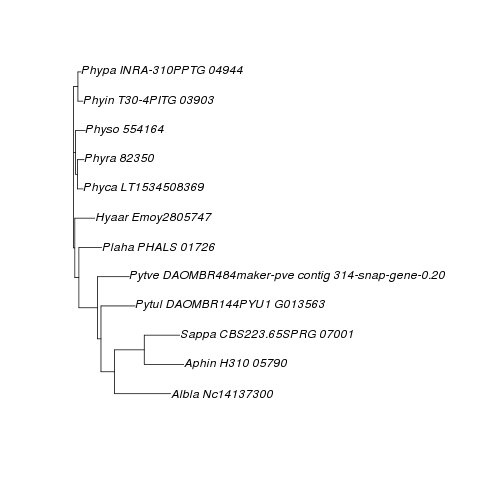 Phypa INRA-310PPTG 04944
Phyin T30-4PITG 03903
Physo 554164
Phyra 82350
Phyca LT1534508369
Hyaar Emoy2805747
Plaha PHALS 01726
Pytve DAOMBR484maker-pve contig 314-snap-gene-0.20
Pytul DAOMBR144PYU1 G013563
Sappa CBS223.65SPRG 07001
Aphin H310 05790
Albla Nc14137300